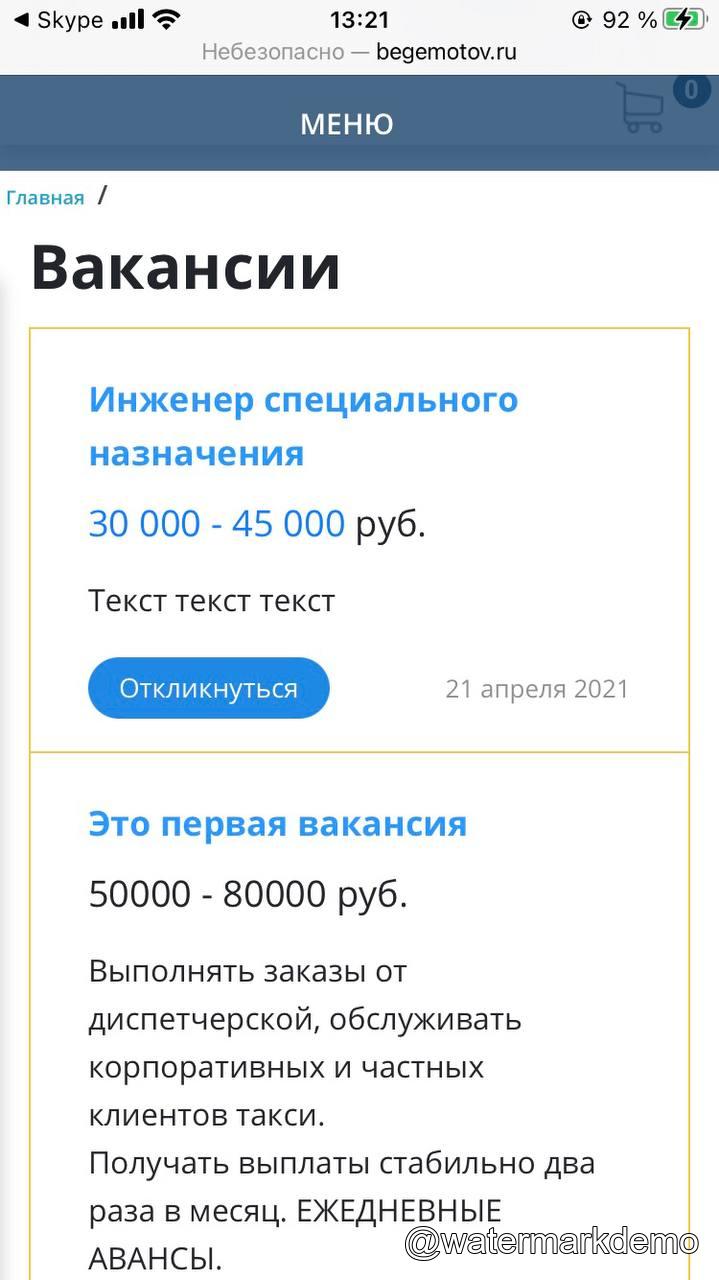 Skype 13:21 92 %
Небезопасно — begemotov.ru
МЕНЮ 0
Главная /
Вакансии
Инженер специального
назначения
30 000 - 45 000 руб.
Текст текст текст
Откликнуться 21 апреля 2021
Это первая вакансия
50000 - 80000 руб.
Выполнять заказы от
диспетчерской, обслуживать
корпоративных и частных
клиентов такси.
Получать выплаты стабильно два
раза в месяц. ЕЖЕДНЕВНЫЕ
АВАНСЫ.
@watermarkdemo